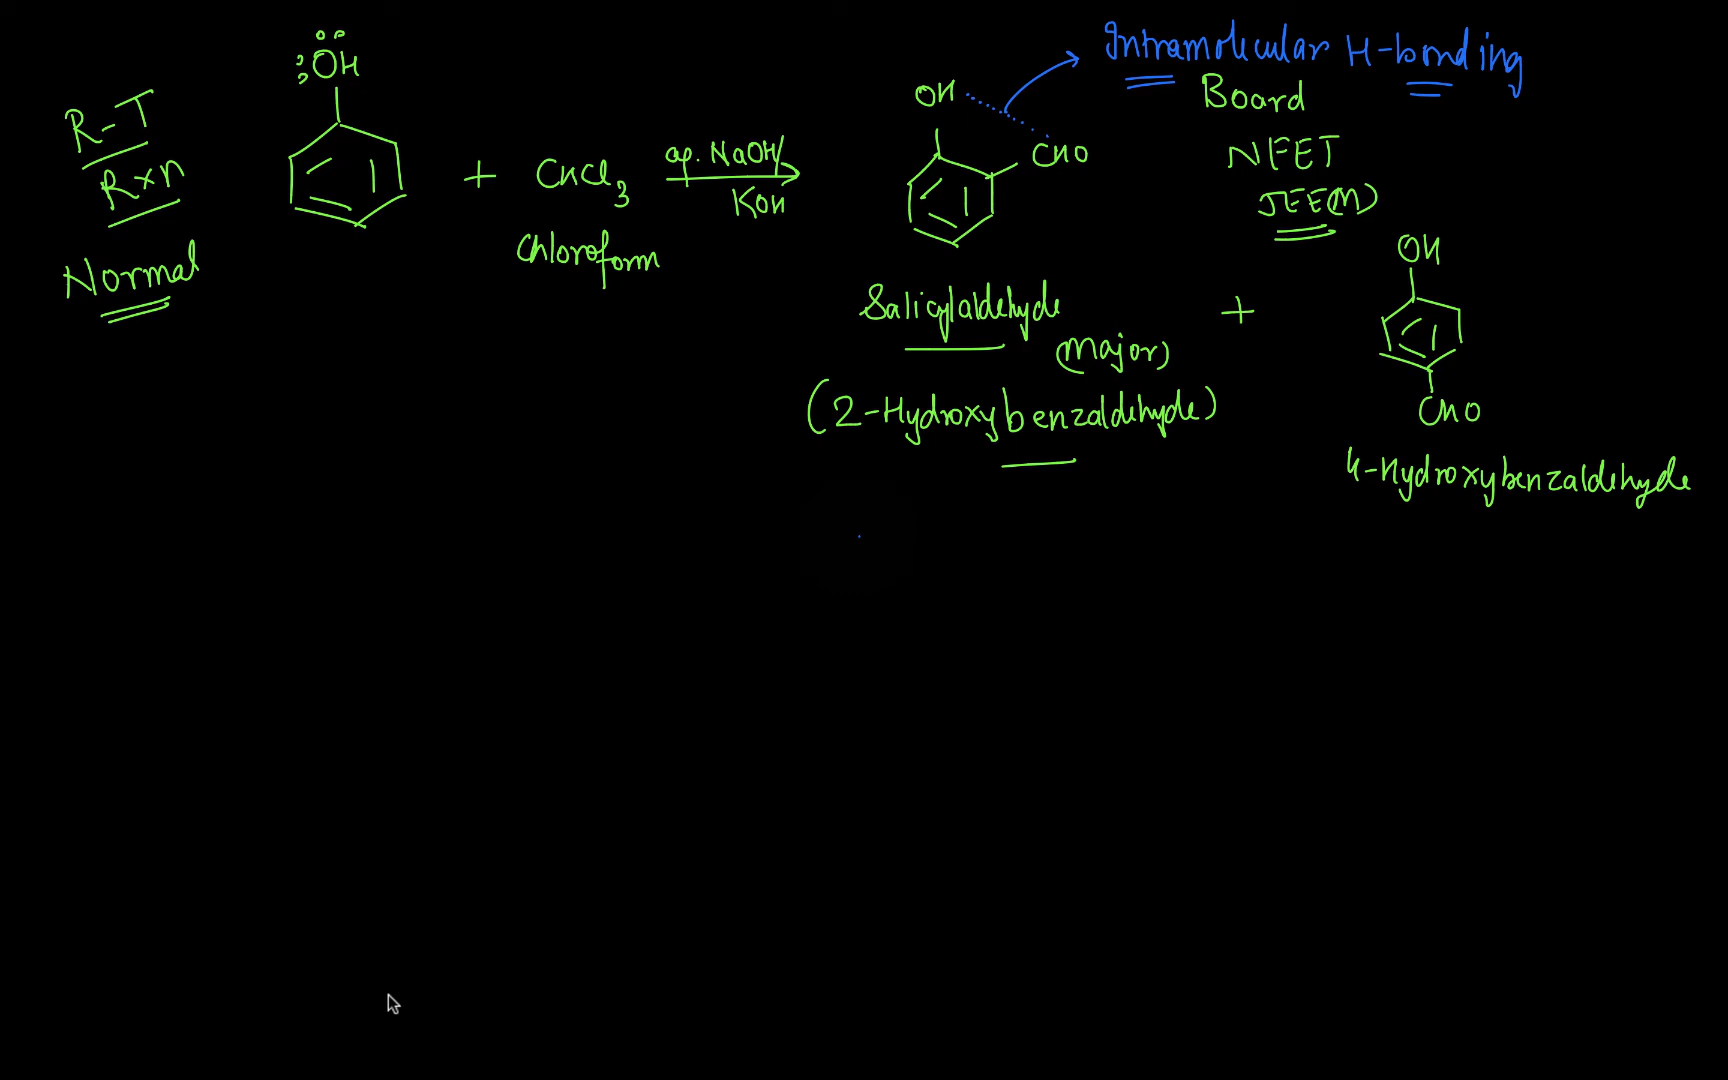 R-T
Rxn
Normal
:ÖH
+ CHCl3
Chloroform
aq. NaOH/
KOH
OH
CHO
Intramolecular H-bonding
Board
NEET
JEE(M)
Salicylaldehyde
(Major)
(2-Hydroxybenzaldehyde)
+
OH
CHO
4-Hydroxybenzaldehyde